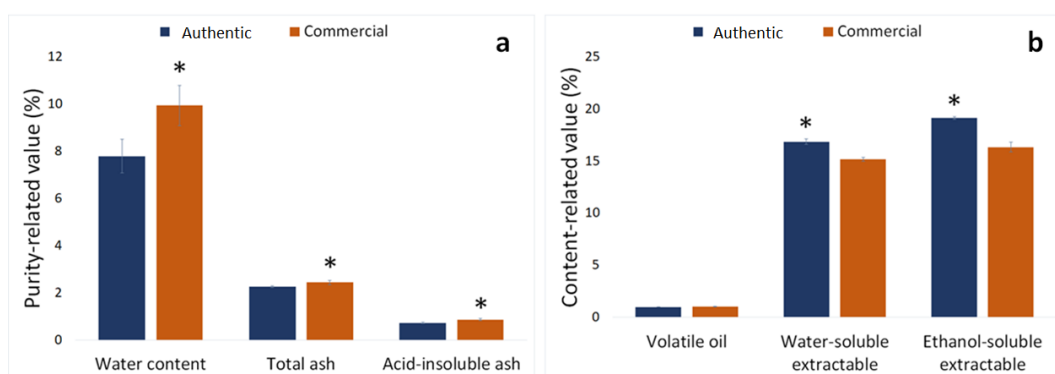 Authentic Commercial
a
Purity-related value (%)
12
10
8
6
4
2
0
*
*
*
Water content Total ash Acid-insoluble ash
Authentic Commercial
b
Content-related value (%)
25
20
15
10
5
0
*
*
Volatile oil Water-soluble Ethanol-soluble
extractable extractable